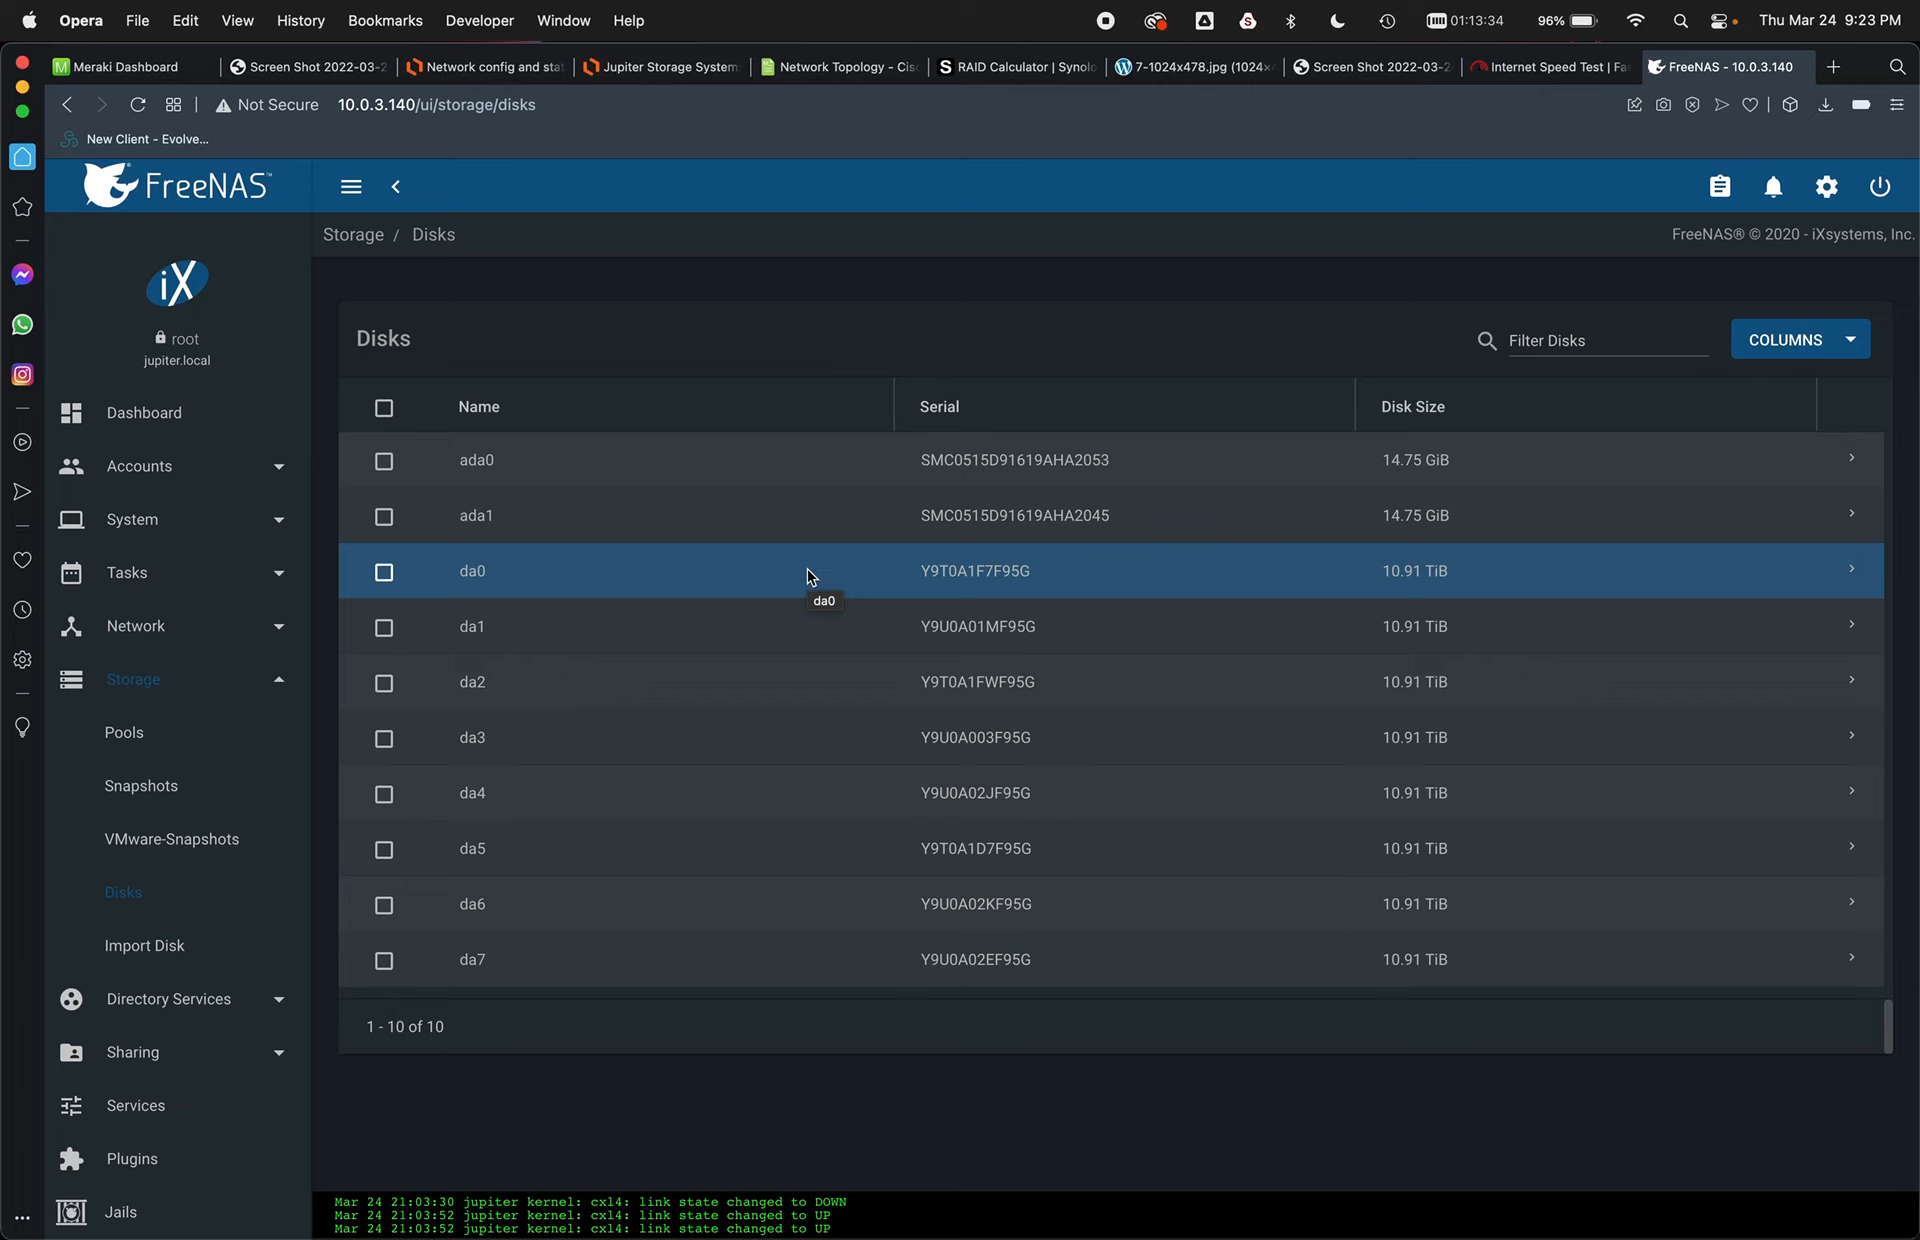 Opera File Edit View History Bookmarks Developer Window Help 01:13:34 96% Thu Mar 24 9:23 PM
Meraki Dashboard Screen Shot 2022-03-2 Network config and sta Jupiter Storage System Network Topology - Cisc RAID Calculator | Synolo 7-1024x478.jpg (1024× Screen Shot 2022-03-2 Internet Speed Test | Fa FreeNAS - 10.0.3.140
Not Secure 10.0.3.140/ui/storage/disks
New Client - Evolve...
FreeNAS™
Storage / Disks FreeNAS® © 2020 - iXsystems, Inc.
iX
root
jupiter.local
Dashboard
Accounts
System
Tasks
Network
Storage
Pools
Snapshots
VMware-Snapshots
Disks
Import Disk
Directory Services
Sharing
Services
Plugins
Jails
Disks Filter Disks COLUMNS
Name Serial Disk Size
ada0 SMC0515D91619AHA2053 14.75 GiB
ada1 SMC0515D91619AHA2045 14.75 GiB
da0 Y9T0A1F7F95G 10.91 TiB
da0
da1 Y9U0A01MF95G 10.91 TiB
da2 Y9T0A1FWF95G 10.91 TiB
da3 Y9U0A003F95G 10.91 TiB
da4 Y9U0A02JF95G 10.91 TiB
da5 Y9T0A1D7F95G 10.91 TiB
da6 Y9U0A02KF95G 10.91 TiB
da7 Y9U0A02EF95G 10.91 TiB
1 - 10 of 10
Mar 24 21:03:30 jupiter kernel: cxl4: link state changed to DOWN
Mar 24 21:03:52 jupiter kernel: cxl4: link state changed to UP
Mar 24 21:03:52 jupiter kernel: cxl4: link state changed to UP